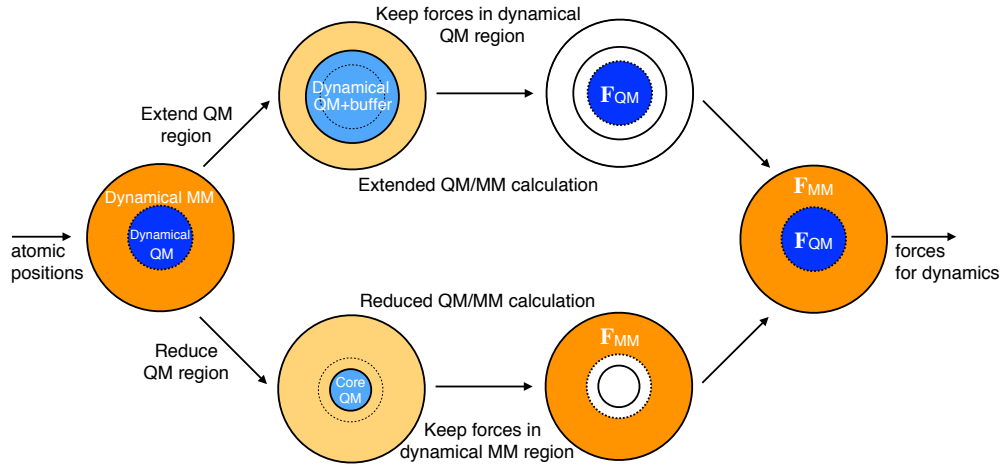 Keep forces in dynamical
QM region
Dynamical
QM+buffer
F_QM
Extend QM
region
Extended QM/MM calculation
Dynamical MM
Dynamical
QM
atomic
positions
F_MM
F_QM
forces
for dynamics
Reduced QM/MM calculation
Reduce
QM region
Core
QM
F_MM
Keep forces in
dynamical MM region